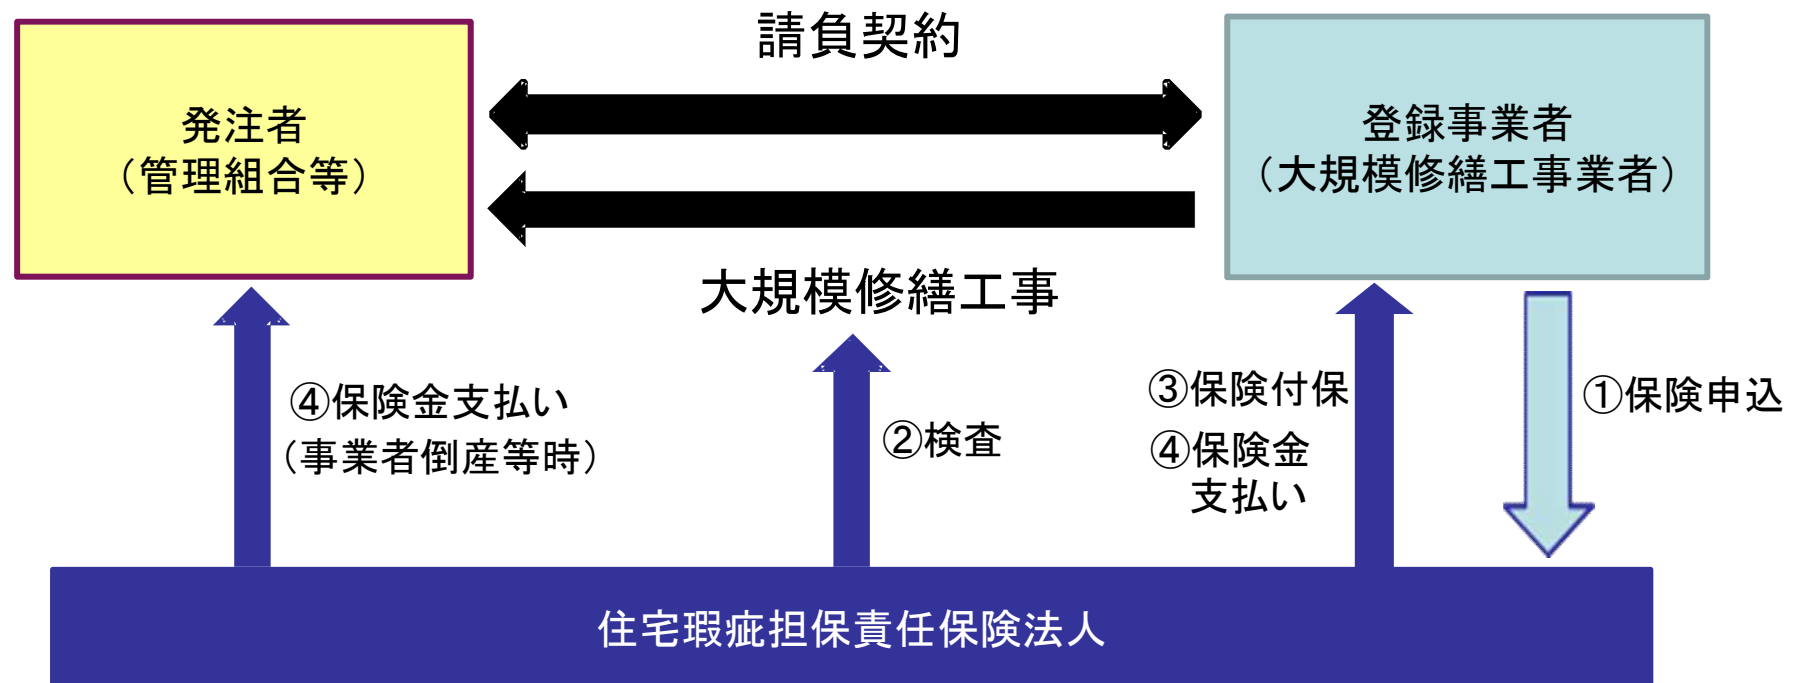 請負契約
発注者
（管理組合等）
登録事業者
（大規模修繕工事業者）
大規模修繕工事
④保険金支払い
（事業者倒産等時）
②検査
③保険付保
④保険金
支払い
①保険申込
住宅瑕疵担保責任保険法人